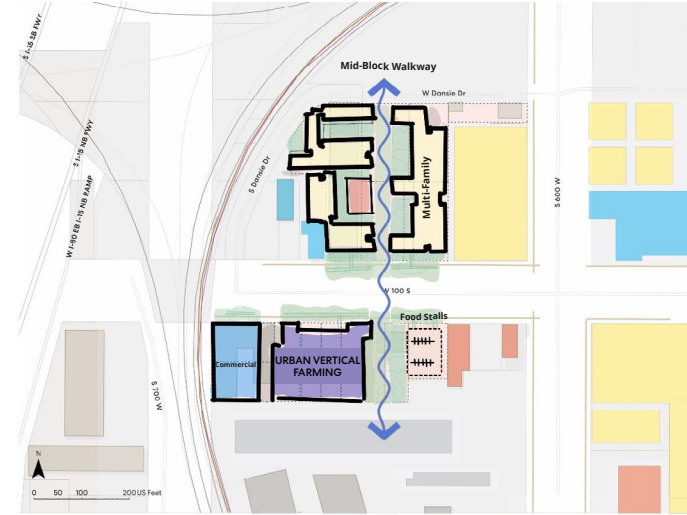 S I-15 SB FWY
Mid-Block Walkway
W Dansie Dr
S I-15 NB FWY
S Dansie Dr
Multi-Family
S 600 W
W I-80 EB I-15 NB RAMP
W 100 S
Food Stalls
Commercial
URBAN VERTICAL
FARMING
S 700 W
N
0 50 100 200 US Feet